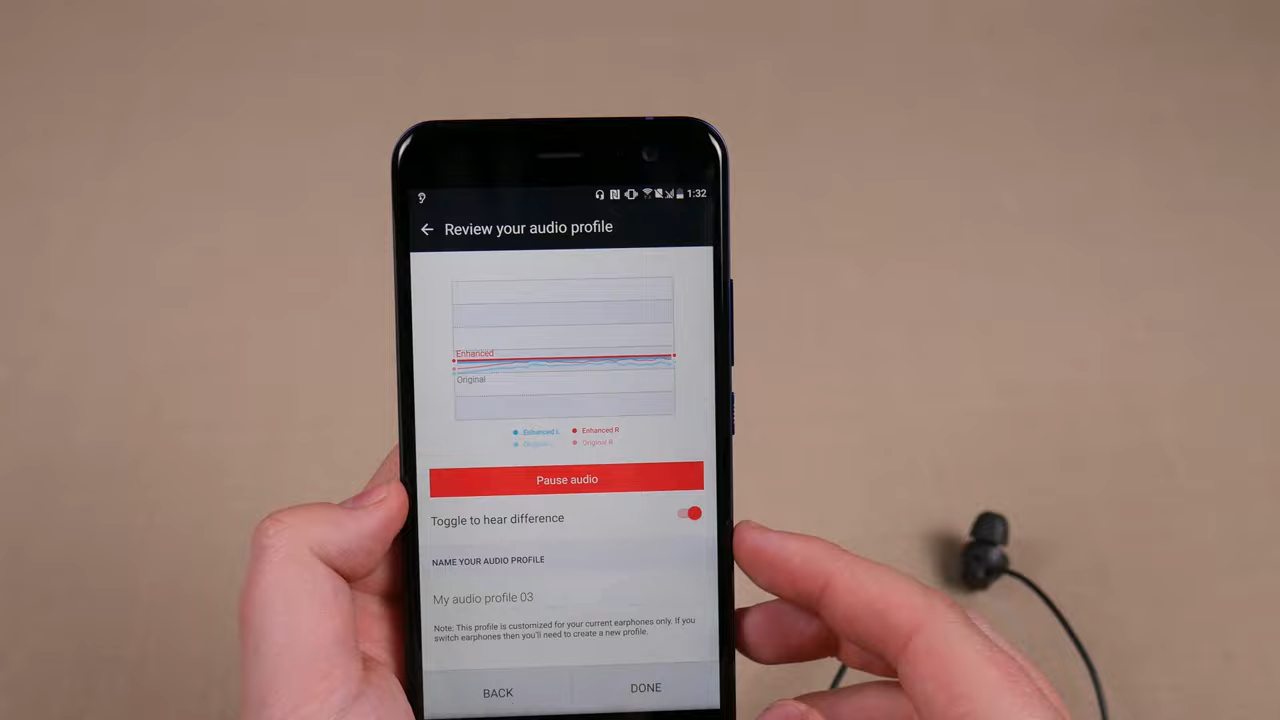 1:32
Review your audio profile
Enhanced
Original
Enhanced L Enhanced R
Original L Original R
Pause audio
Toggle to hear difference
NAME YOUR AUDIO PROFILE
My audio profile 03
Note: This profile is customized for your current earphones only. If you
switch earphones then you'll need to create a new profile.
BACK DONE